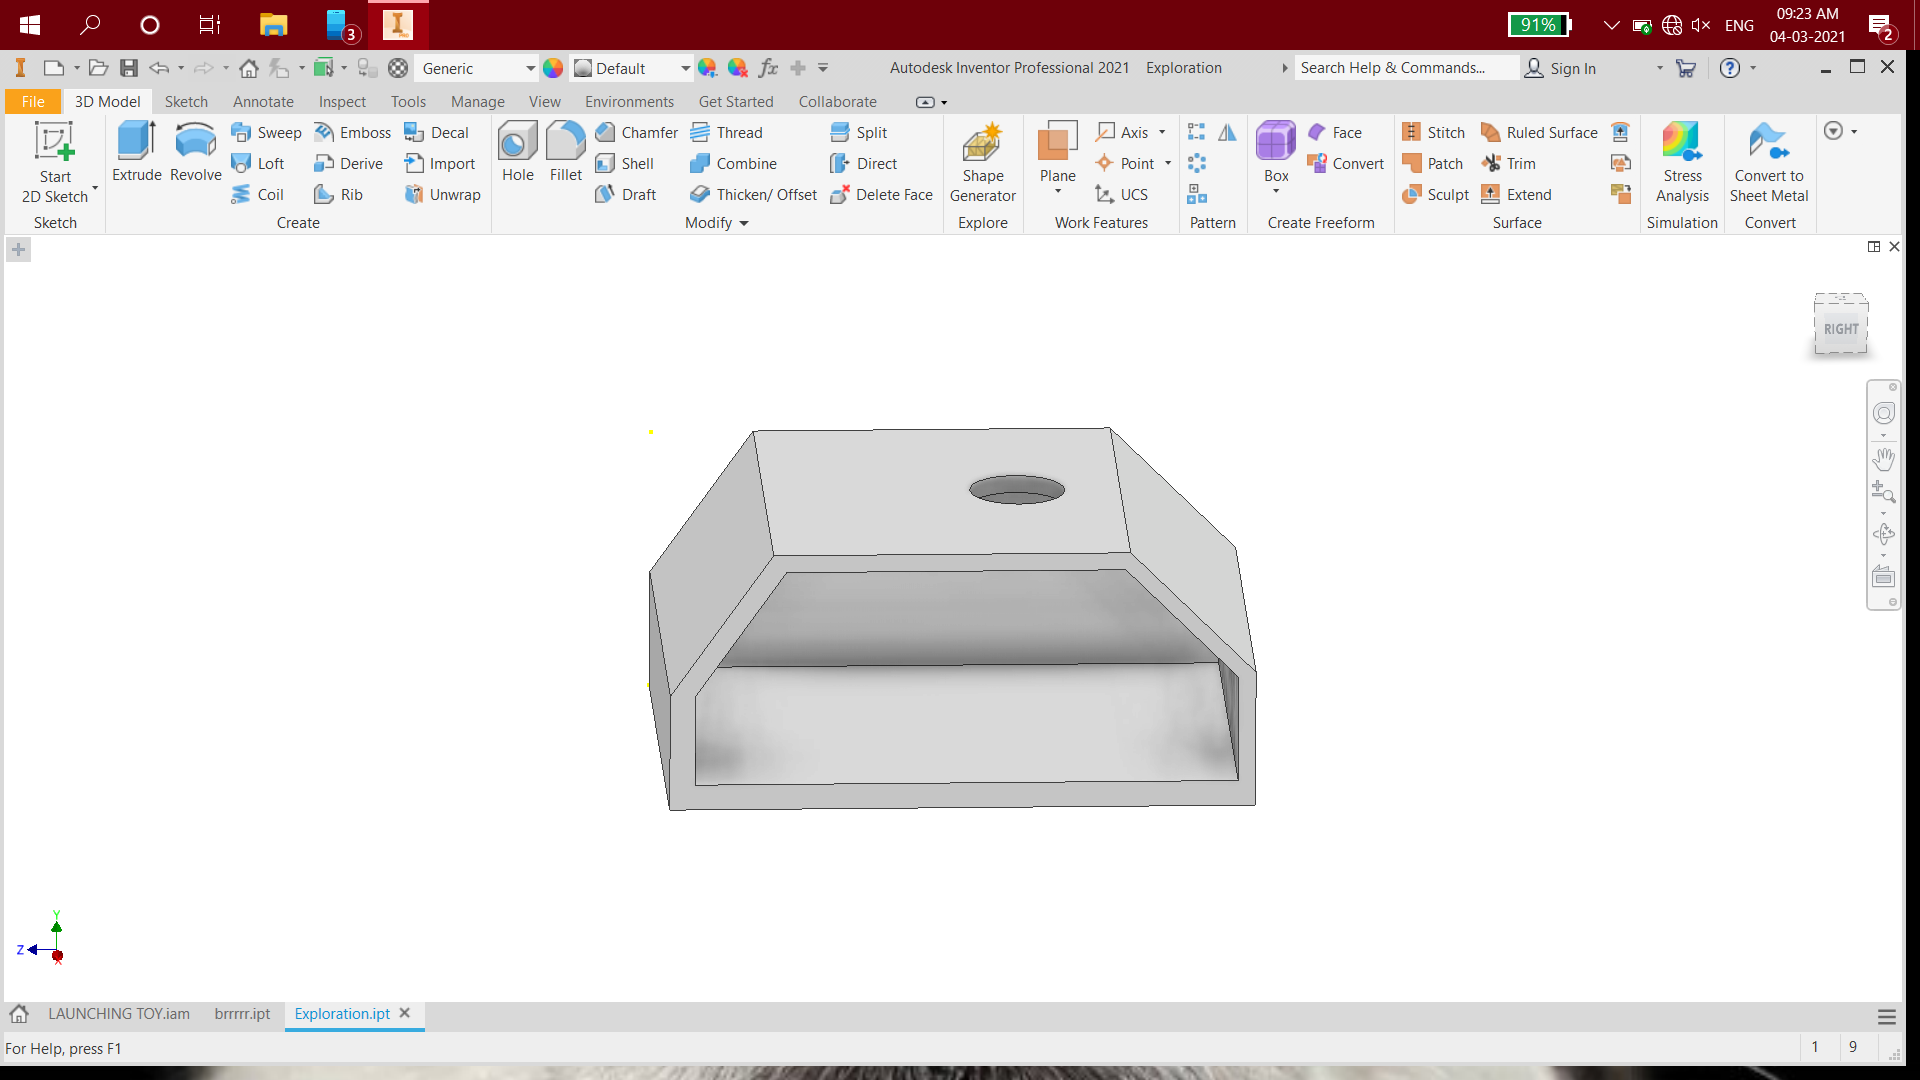 3
91%
ENG
09:23 AM
04-03-2021
2
Generic
Default
fx
Autodesk Inventor Professional 2021 Exploration
Search Help & Commands...
Sign In
File
3D Model
Sketch
Annotate
Inspect
Tools
Manage
View
Environments
Get Started
Collaborate
Start
2D Sketch
Sketch
Extrude
Revolve
Sweep
Loft
Coil
Emboss
Derive
Rib
Decal
Import
Unwrap
Create
Hole
Fillet
Chamfer
Shell
Draft
Thread
Combine
Thicken/ Offset
Split
Direct
Delete Face
Modify
Shape
Generator
Explore
Plane
Axis
Point
UCS
Work Features
Pattern
Box
Face
Convert
Create Freeform
Stitch
Patch
Sculpt
Ruled Surface
Trim
Extend
Surface
Stress
Analysis
Simulation
Convert to
Sheet Metal
Convert
RIGHT
Y
Z
X
LAUNCHING TOY.iam
brrrrr.ipt
Exploration.ipt
For Help, press F1
1
9